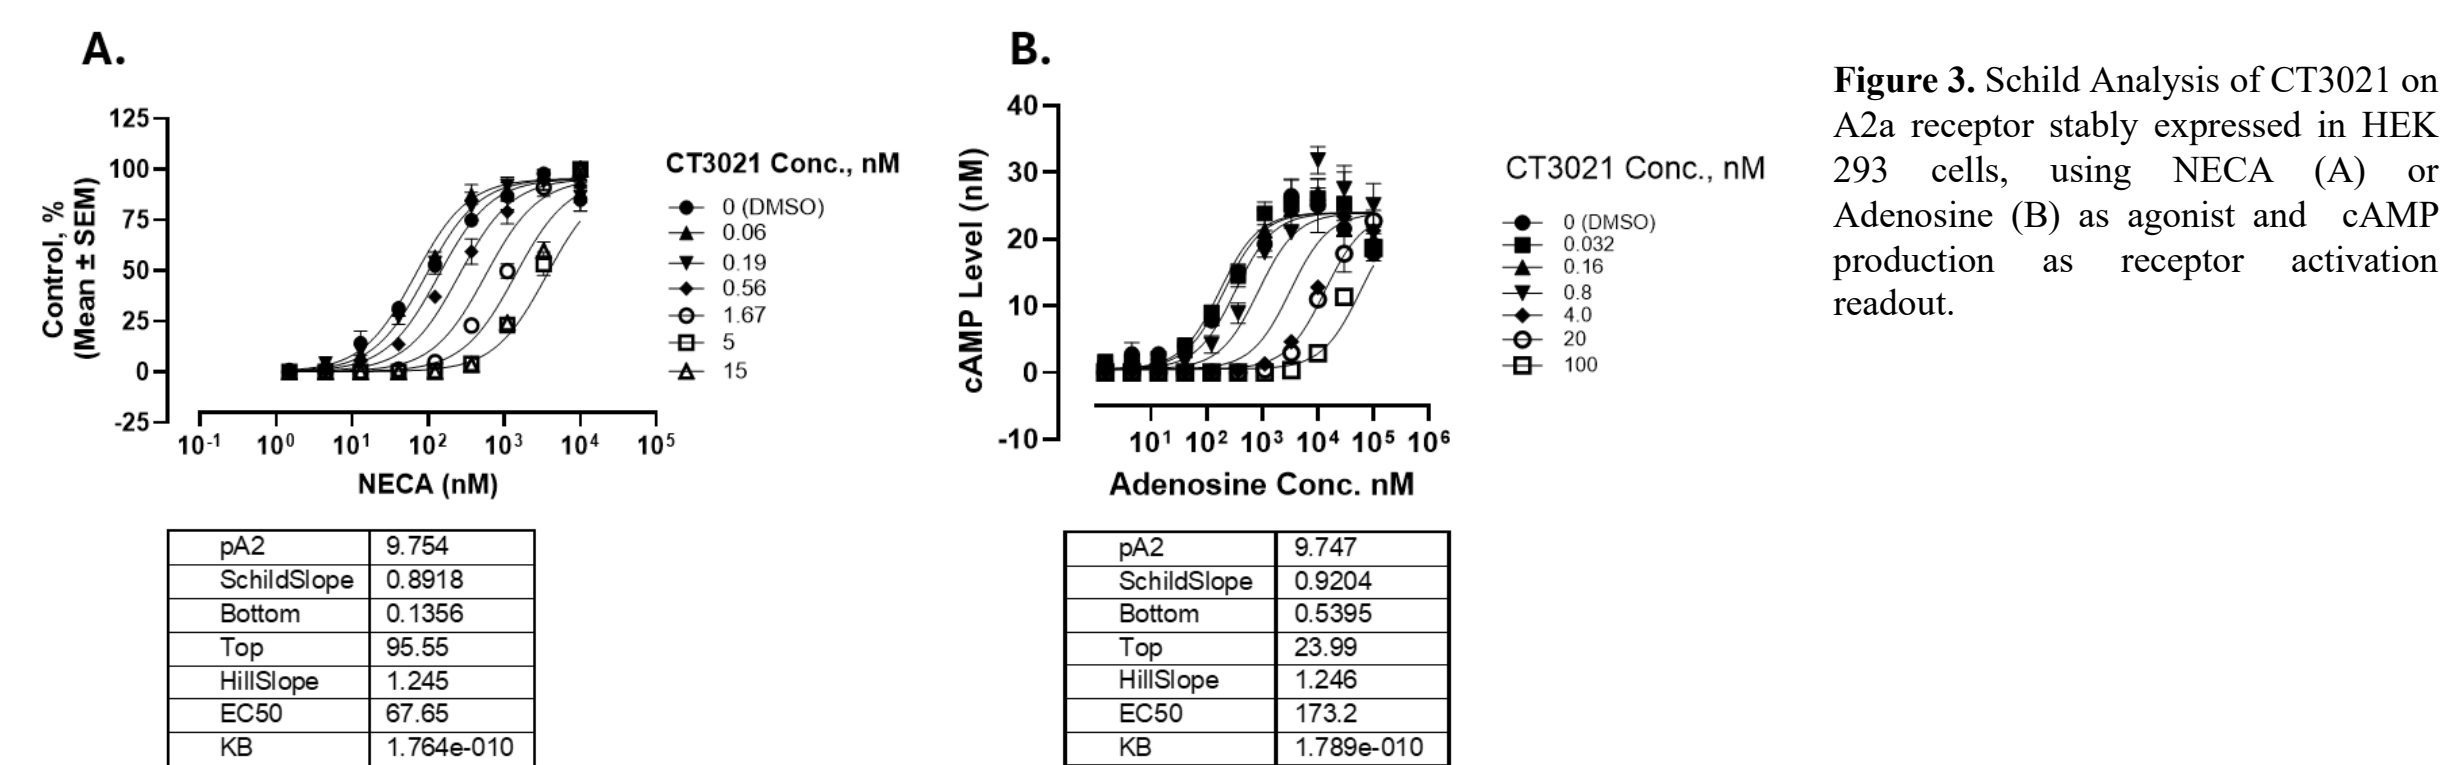 A.
125
100
75
50
25
0
-25
Control, %
(Mean ± SEM)
10⁻¹ 10⁰ 10¹ 10² 10³ 10⁴ 10⁵
NECA (nM)
CT3021 Conc., nM
0 (DMSO)
0.06
0.19
0.56
1.67
5
15
pA2 9.754
SchildSlope 0.8918
Bottom 0.1356
Top 95.55
HillSlope 1.245
EC50 67.65
KB 1.764e-010
B.
40
30
20
10
0
-10
cAMP Level (nM)
10¹ 10² 10³ 10⁴ 10⁵ 10⁶
Adenosine Conc. nM
CT3021 Conc., nM
0 (DMSO)
0.032
0.16
0.8
4.0
20
100
pA2 9.747
SchildSlope 0.9204
Bottom 0.5395
Top 23.99
HillSlope 1.246
EC50 173.2
KB 1.789e-010
Figure 3. Schild Analysis of CT3021 on
A2a receptor stably expressed in HEK
293 cells, using NECA (A) or
Adenosine (B) as agonist and cAMP
production as receptor activation
readout.